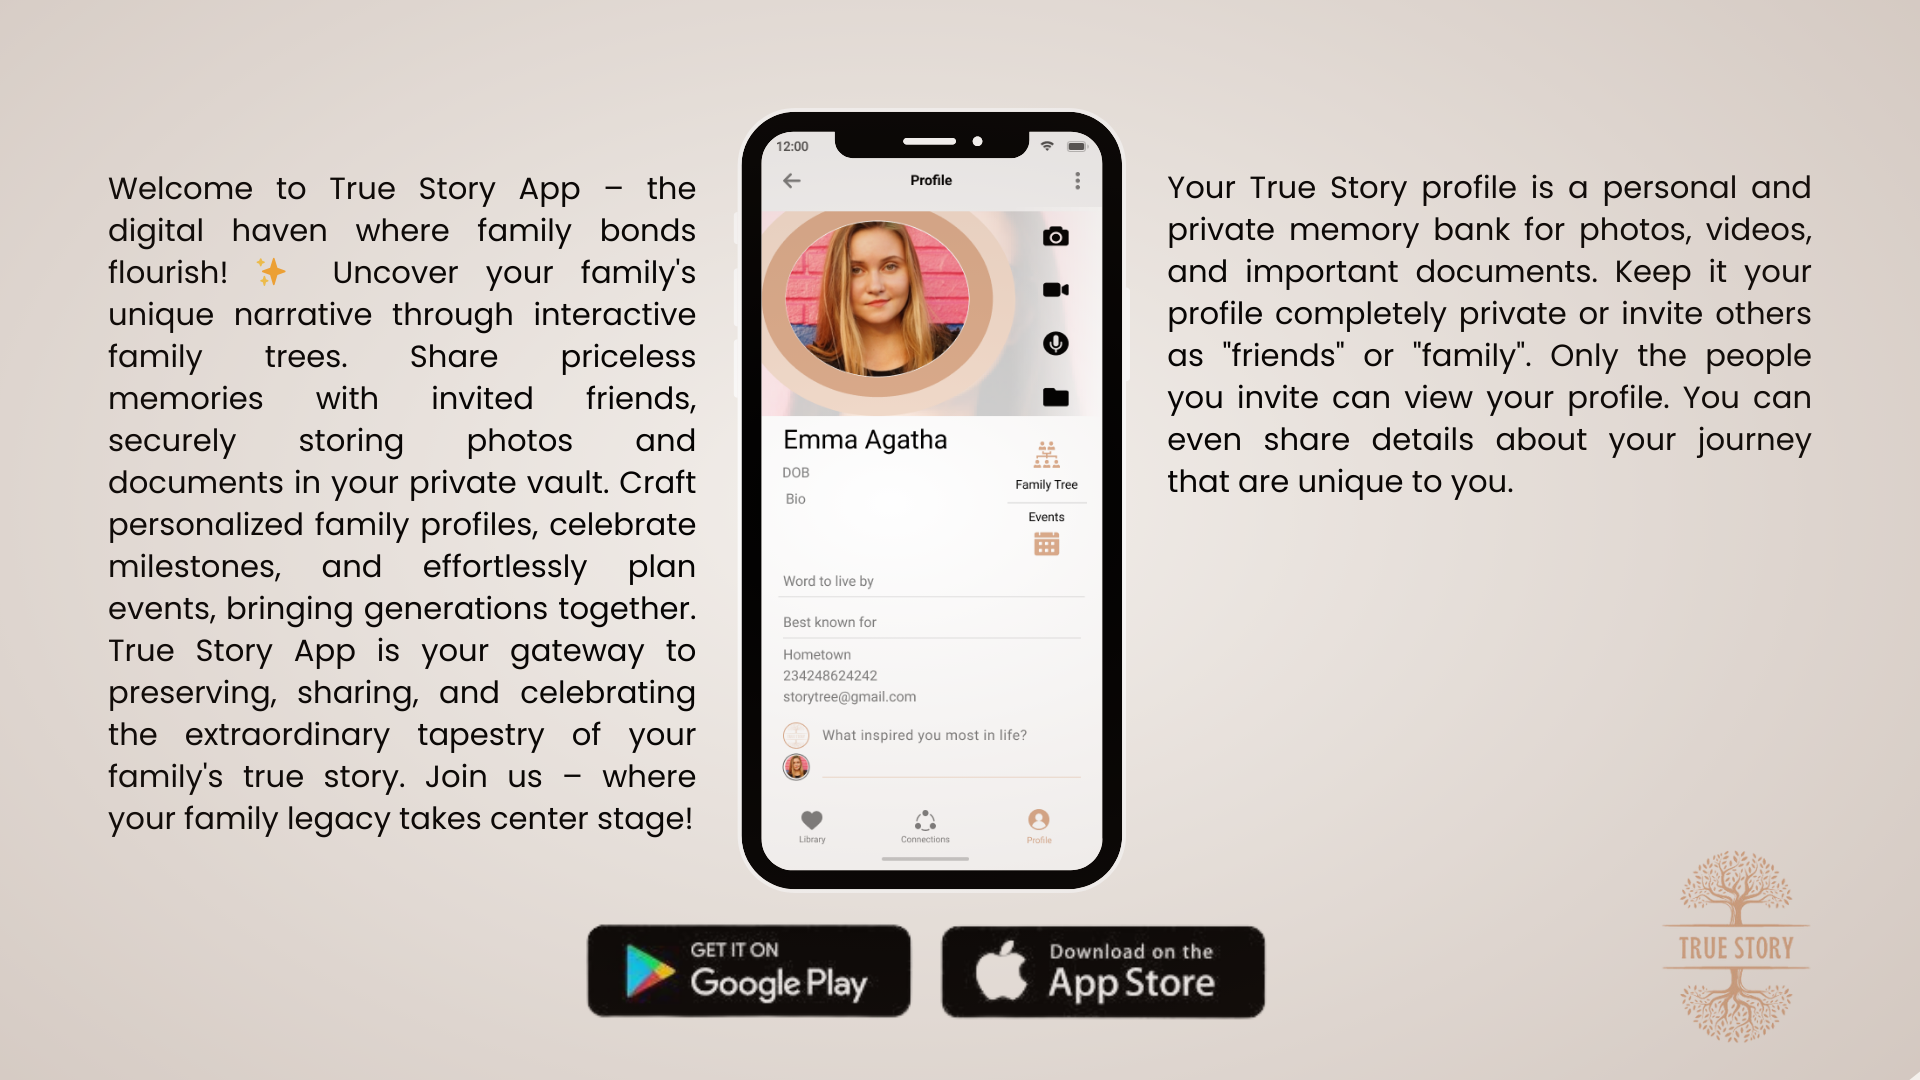 Welcome to True Story App – the
digital haven where family bonds
flourish! ✨ Uncover your family's
unique narrative through interactive
family trees. Share priceless
memories with invited friends,
securely storing photos and
documents in your private vault. Craft
personalized family profiles, celebrate
milestones, and effortlessly plan
events, bringing generations together.
True Story App is your gateway to
preserving, sharing, and celebrating
the extraordinary tapestry of your
family's true story. Join us – where
your family legacy takes center stage!
12:00
Profile
Emma Agatha
DOB
Bio
Family Tree
Events
Word to live by
Best known for
Hometown
234248624242
storytree@gmail.com
What inspired you most in life?
Library
Connections
Profile
Your True Story profile is a personal and
private memory bank for photos, videos,
and important documents. Keep it your
profile completely private or invite others
as "friends" or "family". Only the people
you invite can view your profile. You can
even share details about your journey
that are unique to you.
GET IT ON
Google Play
Download on the
App Store
TRUE STORY